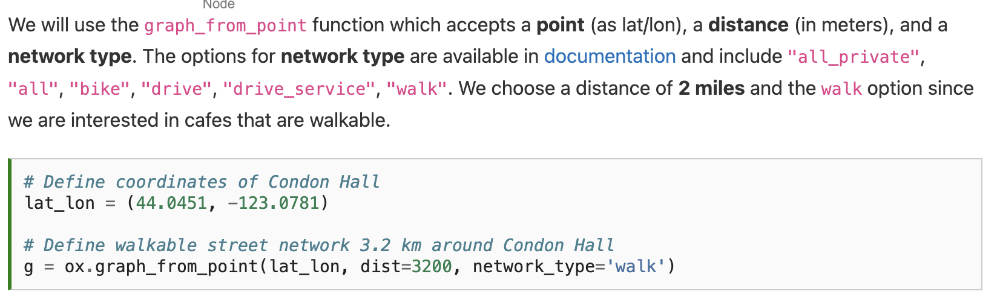 Node
We will use the graph_from_point function which accepts a point (as lat/lon), a distance (in meters), and a
network type. The options for network type are available in documentation and include "all_private",
"all", "bike", "drive", "drive_service", "walk". We choose a distance of 2 miles and the walk option since
we are interested in cafes that are walkable.
# Define coordinates of Condon Hall
lat_lon = (44.0451, −123.0781)
# Define walkable street network 3.2 km around Condon Hall
g = ox.graph_from_point(lat_lon, dist=3200, network_type='walk')